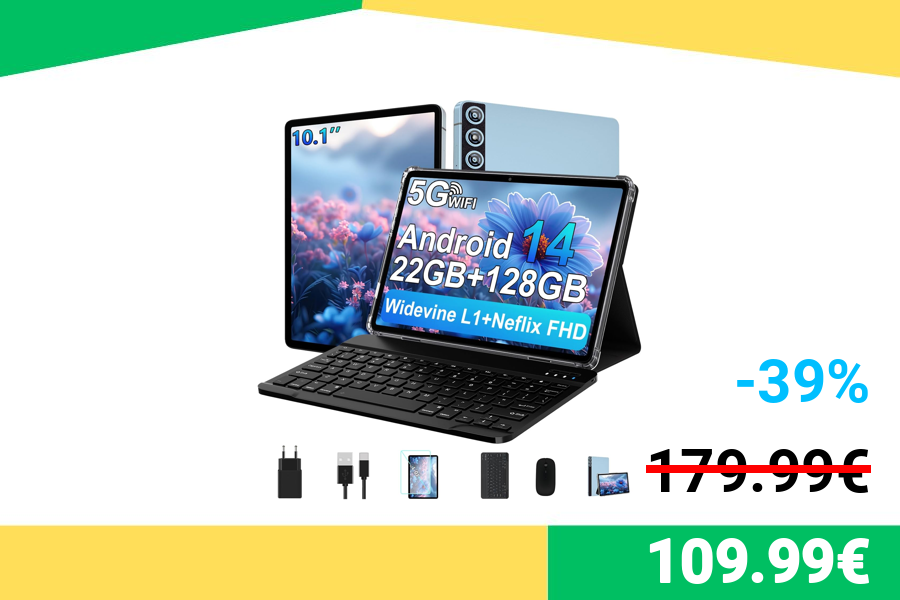 10.1’’
5G WIFI
Android 14
22GB+128GB
Widevine L1+Neflix FHD
-39%
179.99€
109.99€